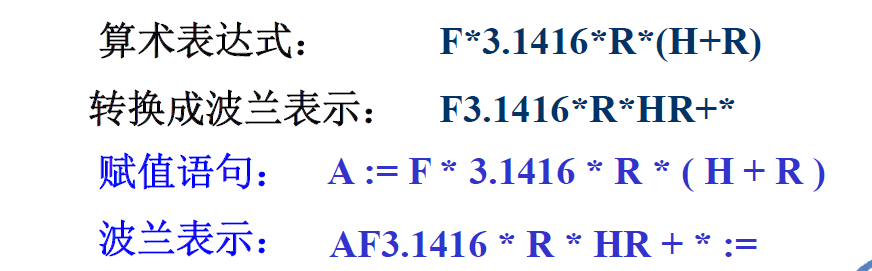 算术表达式： F*3.1416*R*(H+R)
转换成波兰表示： F3.1416*R*HR+*
赋值语句： A := F * 3.1416 * R * ( H + R )
波兰表示： AF3.1416 * R * HR + * :=